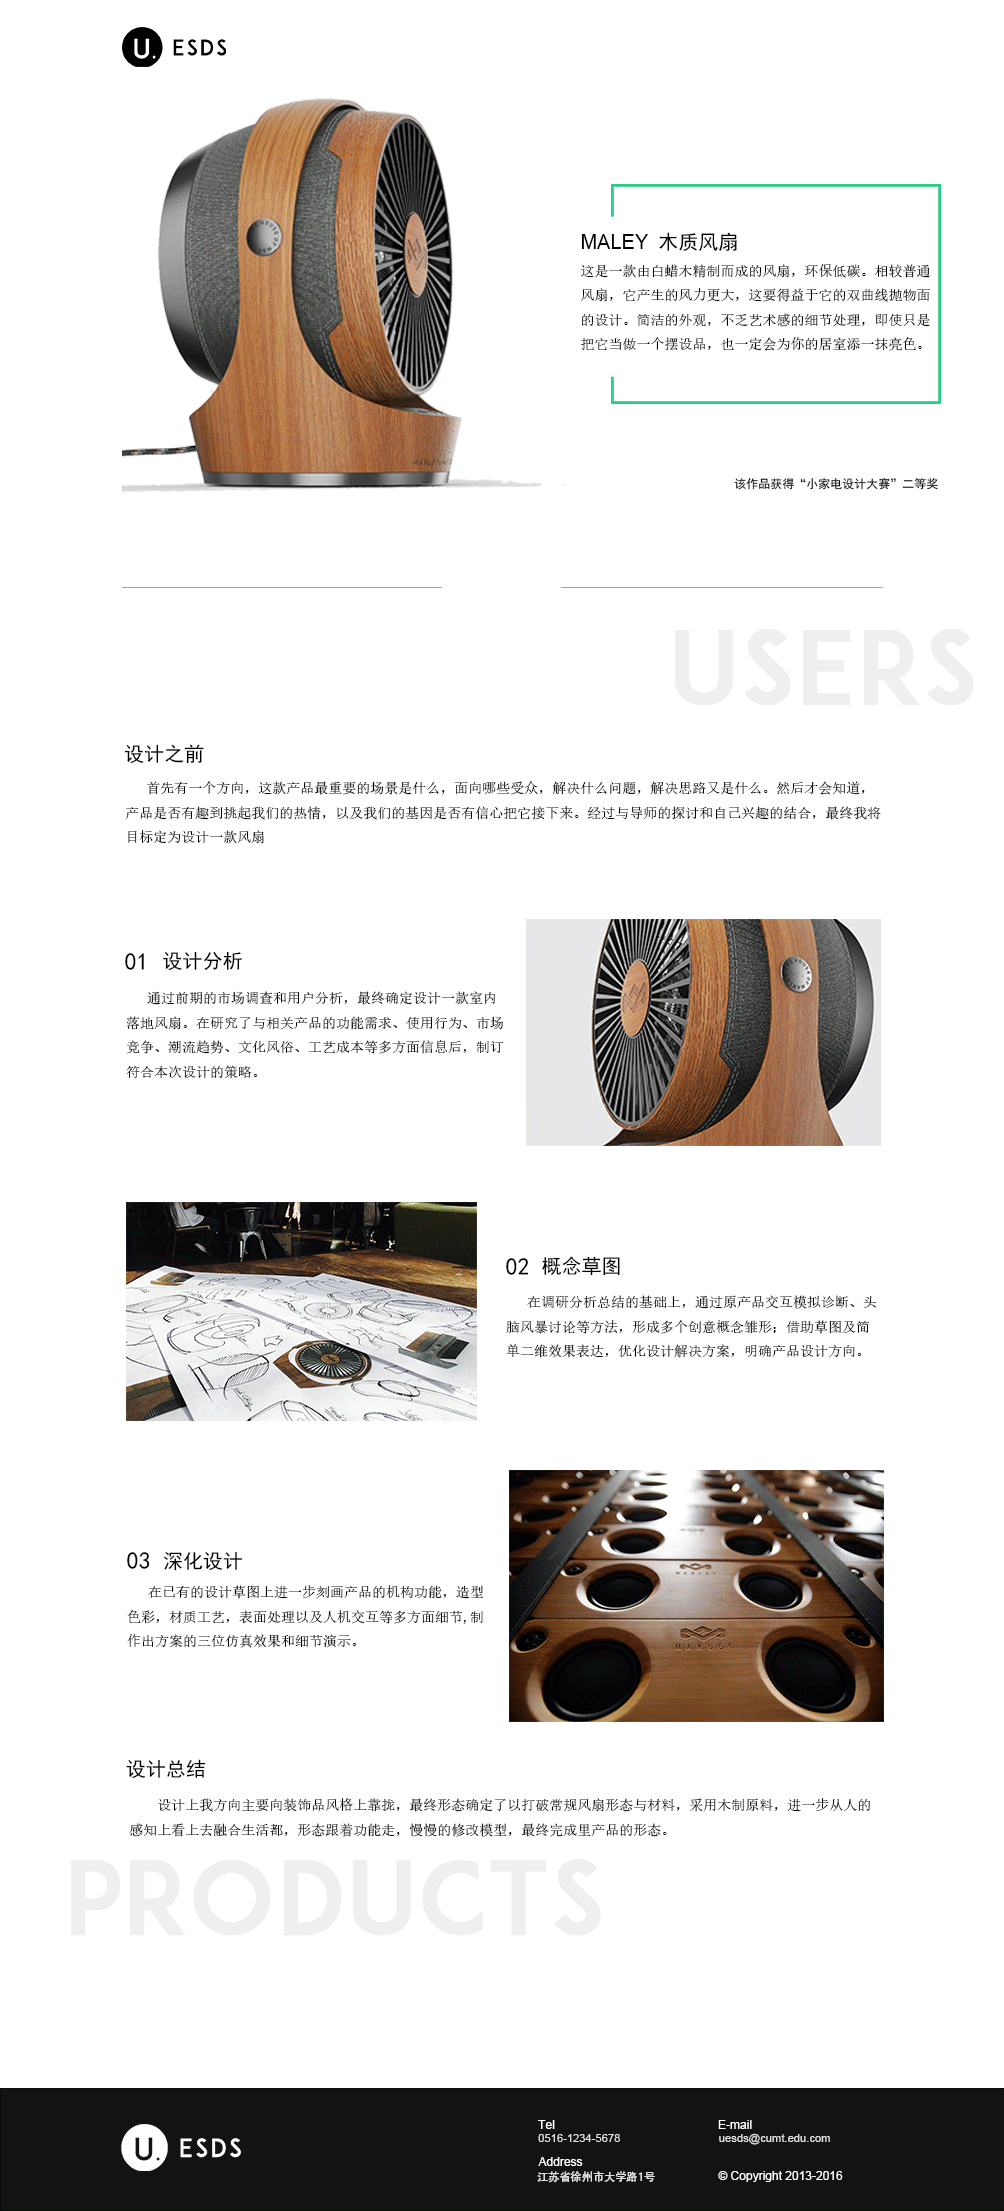 U. ESDS
MALEY 木质风扇
这是一款由白蜡木精制而成的风扇，环保低碳。相较普通
风扇，它产生的风力更大，这要得益于它的双曲线抛物面
的设计。简洁的外观，不乏艺术感的细节处理，即使只是
把它当做一个摆设品，也一定会为你的居室添一抹亮色。
该作品获得“小家电设计大赛”二等奖
USERS
设计之前
首先有一个方向，这款产品最重要的场景是什么，面向哪些受众，解决什么问题，解决思路又是什么。然后才会知道，
产品是否有趣到挑起我们的热情，以及我们的基因是否有信心把它接下来。经过与导师的探讨和自己兴趣的结合，最终我将
目标定为设计一款风扇
01 设计分析
通过前期的市场调查和用户分析，最终确定设计一款室内
落地风扇。在研究了与相关产品的功能需求、使用行为、市场
竞争、潮流趋势、文化风俗、工艺成本等多方面信息后，制订
符合本次设计的策略。
02 概念草图
在调研分析总结的基础上，通过原产品交互模拟诊断、头
脑风暴讨论等方法，形成多个创意概念雏形；借助草图及简
单二维效果表达，优化设计解决方案，明确产品设计方向。
03 深化设计
在已有的设计草图上进一步刻画产品的机构功能，造型
色彩，材质工艺，表面处理以及人机交互等多方面细节,制
作出方案的三位仿真效果和细节演示。
MARLEY
MARLEY
设计总结
设计上我方向主要向装饰品风格上靠拢，最终形态确定了以打破常规风扇形态与材料，采用木制原料，进一步从人的
感知上看上去融合生活都，形态跟着功能走，慢慢的修改模型，最终完成里产品的形态。
PRODUCTS
U. ESDS
Tel
0516-1234-5678
Address
江苏省徐州市大学路1号
E-mail
uesds@cumt.edu.com
© Copyright 2013-2016